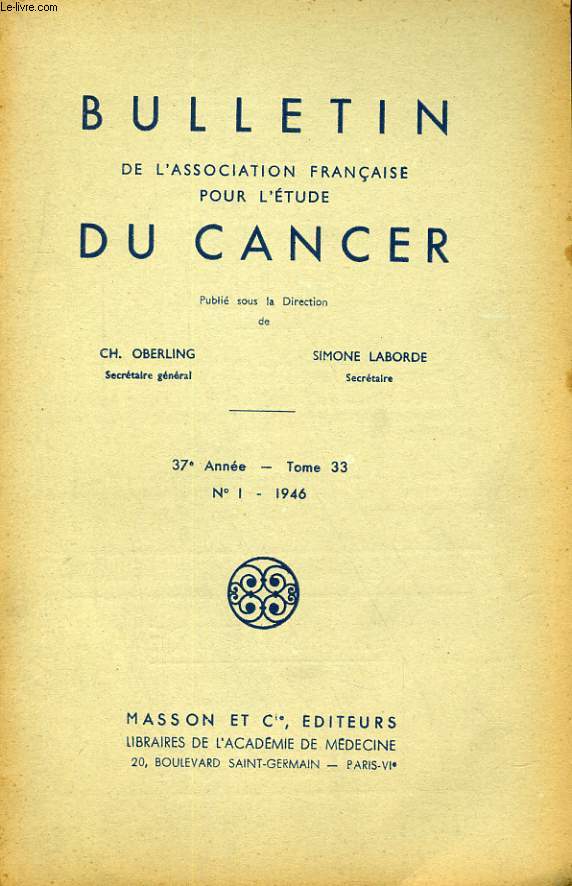 Le-livre.com
BULLETIN
DE L'ASSOCIATION FRANÇAISE
POUR L'ÉTUDE
DU CANCER
Publié sous la Direction
de
CH. OBERLING
Secrétaire général
SIMONE LABORDE
Secrétaire
37e Année — Tome 33
No 1 - 1946
MASSON ET Cie, EDITEURS
LIBRAIRES DE L'ACADÉMIE DE MÉDECINE
20, BOULEVARD SAINT-GERMAIN — PARIS-VIe